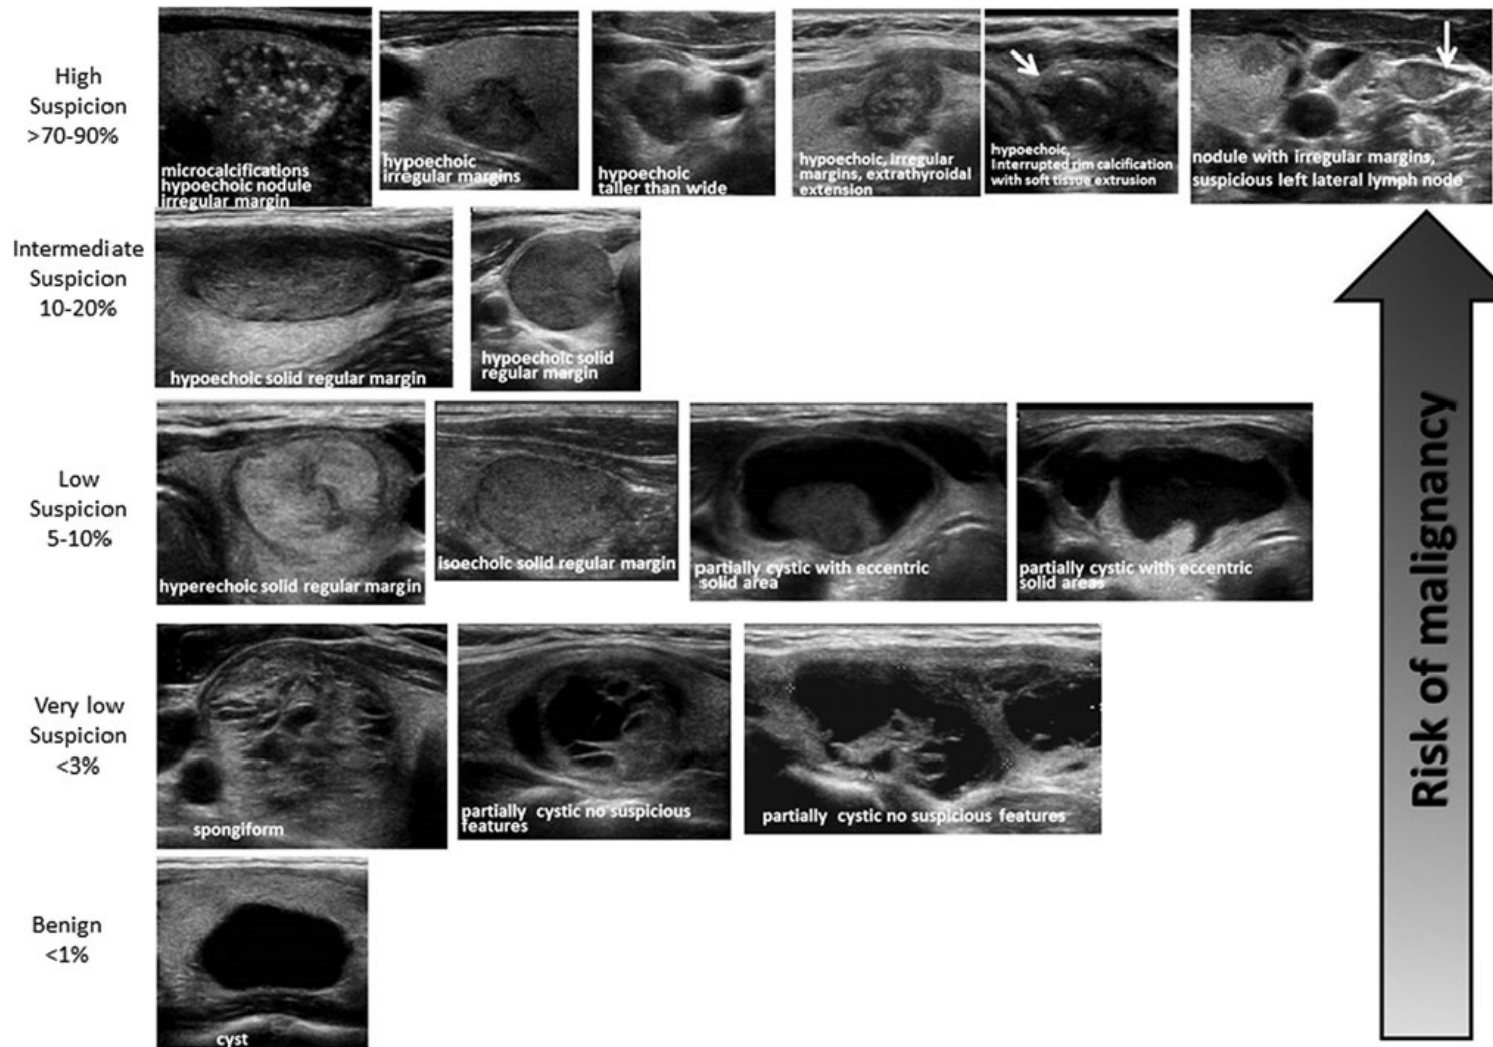 High
Suspicion
>70-90%
microcalcifications
hypoechoic nodule
irregular margin
hypoechoic
irregular margins
hypoechoic
taller than wide
hypoechoic, irregular
margins, extrathyroidal
extension
hypoechoic,
Interrupted rim calcification
with soft tissue extrusion
nodule with irregular margins,
suspicious left lateral lymph node
Intermediate
Suspicion
10-20%
hypoechoic solid regular margin
hypoechoic solid
regular margin
Low
Suspicion
5-10%
hyperechoic solid regular margin
isoechoic solid regular margin
partially cystic with eccentric
solid area
partially cystic with eccentric
solid areas
Very low
Suspicion
<3%
spongiform
partially cystic no suspicious
features
partially cystic no suspicious features
Benign
<1%
cyst
Risk of malignancy